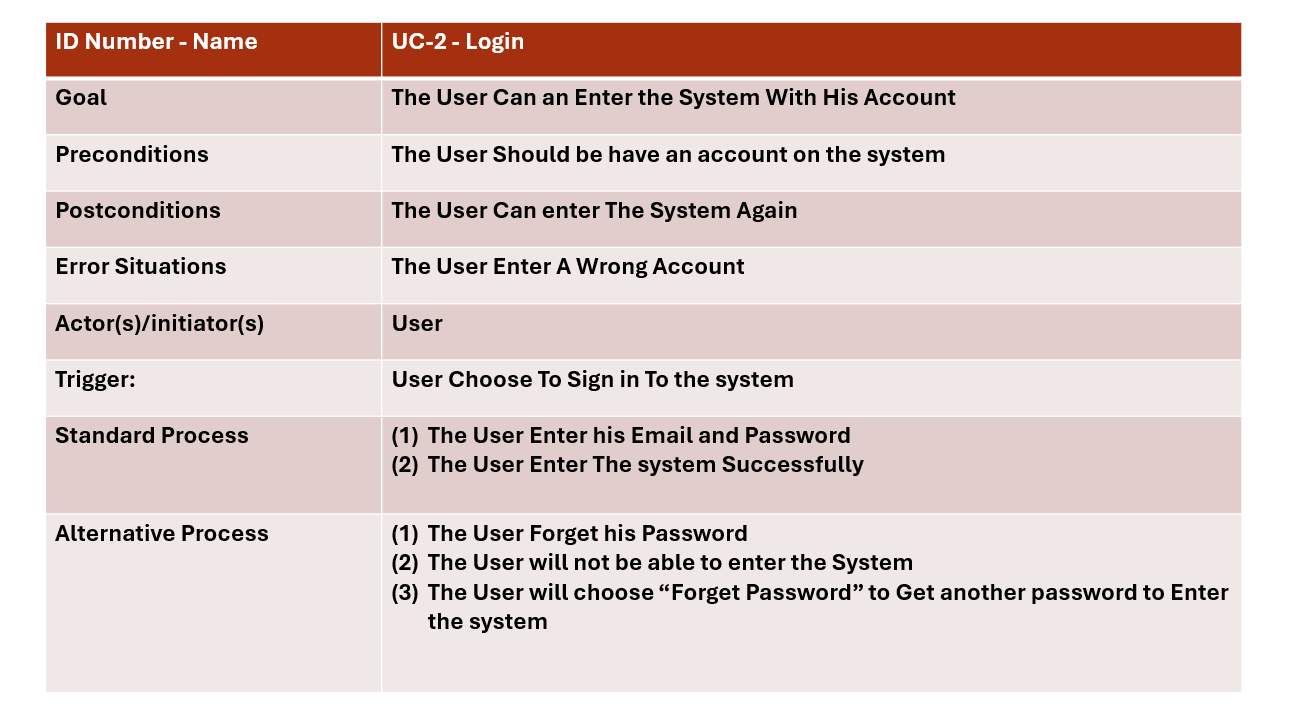 ID Number - Name
UC-2 - Login
Goal
The User Can an Enter the System With His Account
Preconditions
The User Should be have an account on the system
Postconditions
The User Can enter The System Again
Error Situations
The User Enter A Wrong Account
Actor(s)/initiator(s)
User
Trigger:
User Choose To Sign in To the system
Standard Process
(1) The User Enter his Email and Password
(2) The User Enter The system Successfully
Alternative Process
(1) The User Forget his Password
(2) The User will not be able to enter the System
(3) The User will choose “Forget Password” to Get another password to Enter
the system